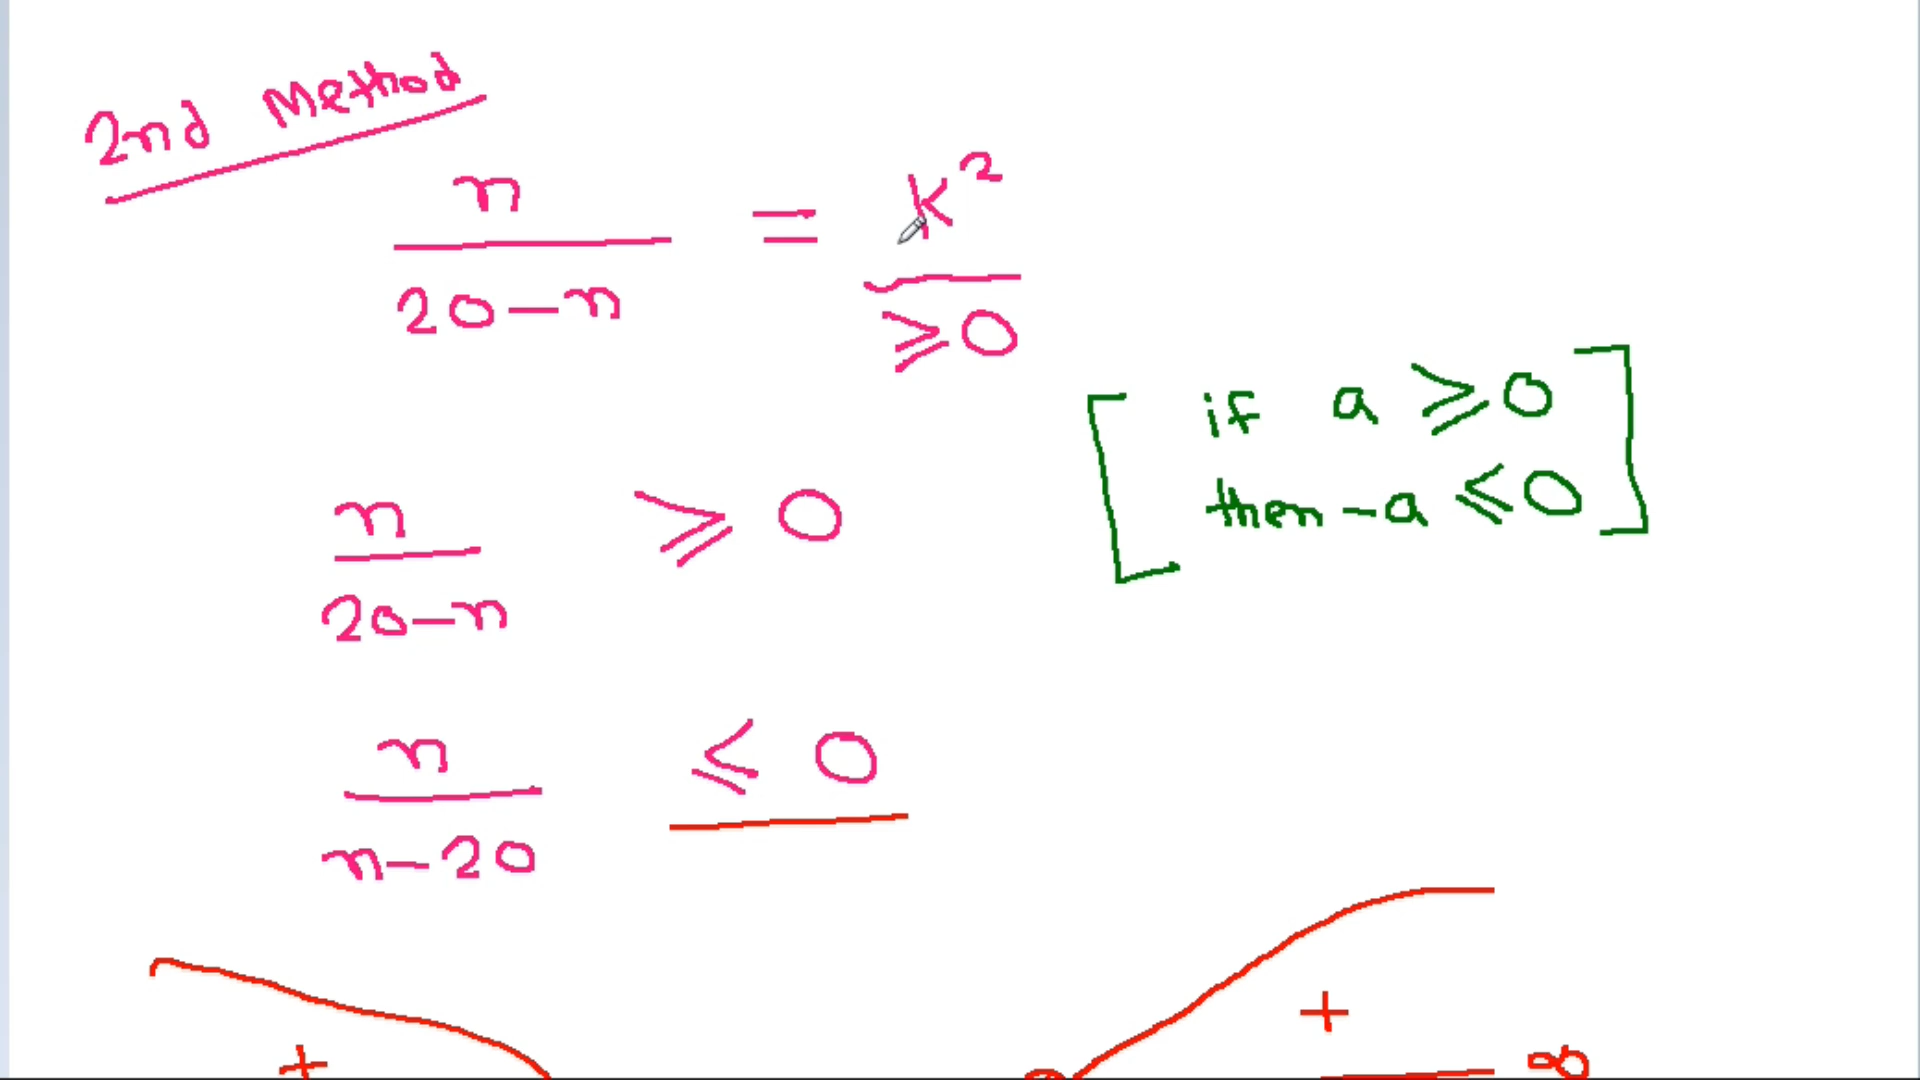 2nd Method
n
20-n
=
k²
≥0
n
20-n
≥ 0
[ if a ≥0
then -a ≤0 ]
n
n-20
≤ 0
+
+
∞